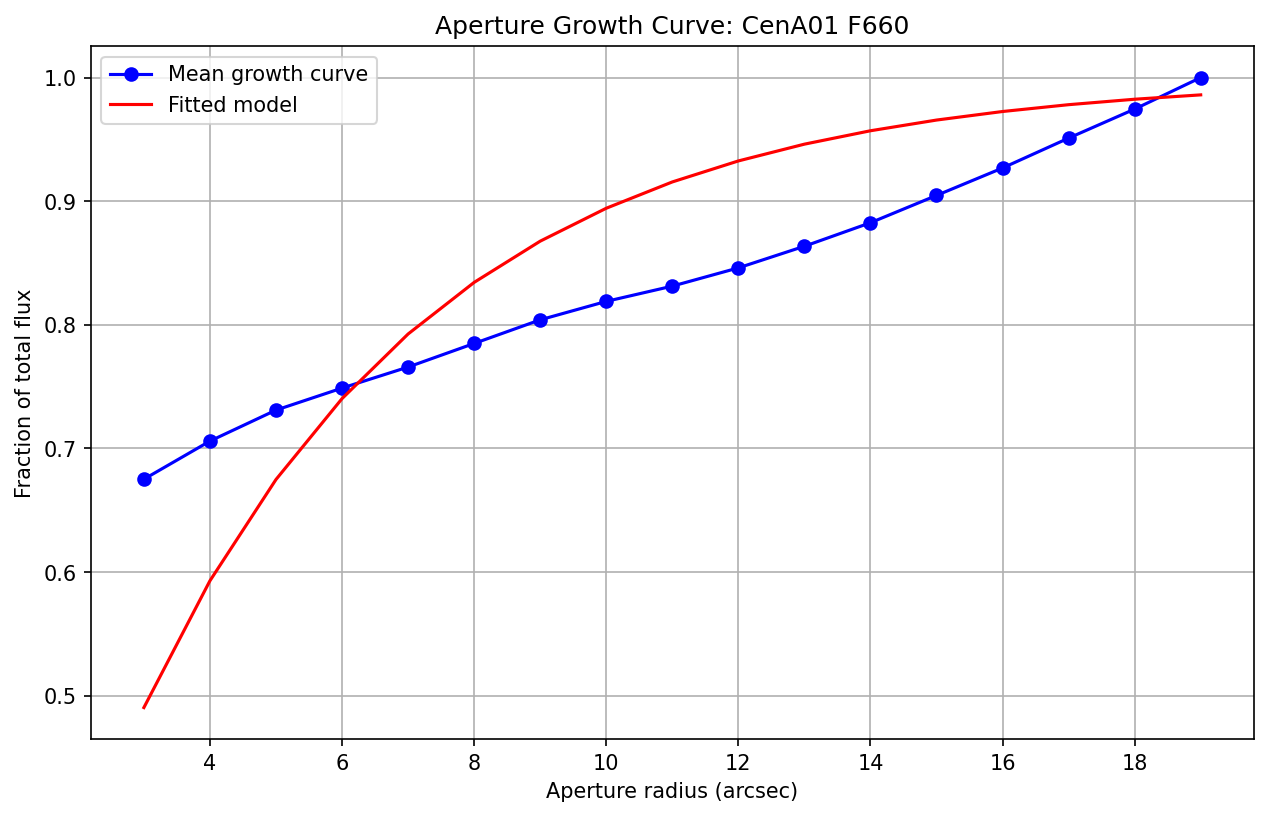 Aperture Growth Curve: CenA01 F660
Mean growth curve
Fitted model
Fraction of total flux
1.0
0.9
0.8
0.7
0.6
0.5
4 6 8 10 12 14 16 18
Aperture radius (arcsec)